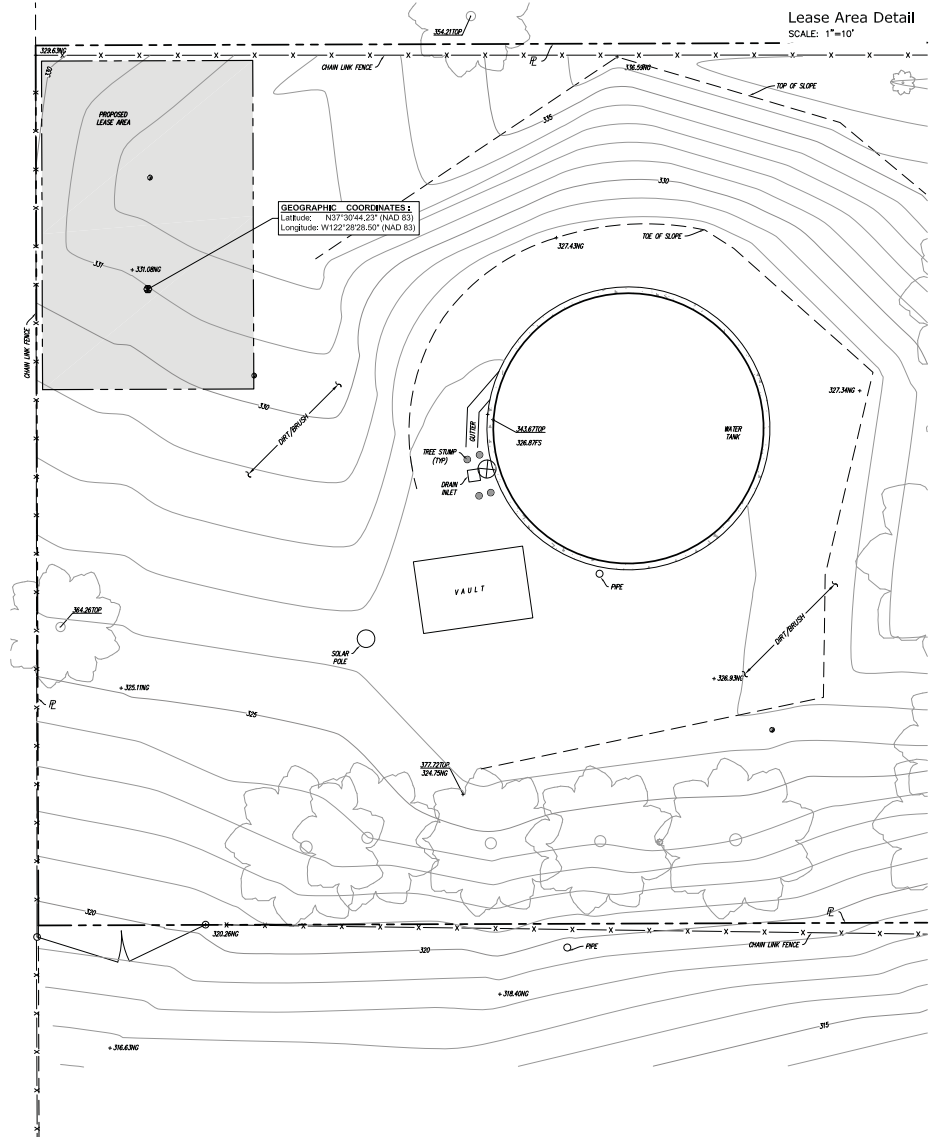 Lease Area Detail
SCALE: 1"=10'
354.21TOP
329.63NG
CHAIN LINK FENCE
PL
336.59NG
TOP OF SLOPE
330
PROPOSED
LEASE AREA
335
330
GEOGRAPHIC COORDINATES:
Latitude: N37°30'44.23" (NAD 83)
Longitude: W122°28'28.50" (NAD 83)
TOE OF SLOPE
327.43NG
331
+ 331.08NG
CHAIN LINK FENCE
327.34NG +
330
DIRT/BRUSH
GUTTER
343.67TOP
326.87FS
WATER
TANK
TREE STUMP
(TYP)
DRAIN
INLET
VAULT
PIPE
364.26TOP
DIRT/BRUSH
SOLAR
POLE
+ 325.11NG
+ 326.93NG
PL
325
377.72TOP
324.75NG
320
PL
320.26NG
320
PIPE
CHAIN LINK FENCE
+ 318.40NG
315
+ 316.63NG